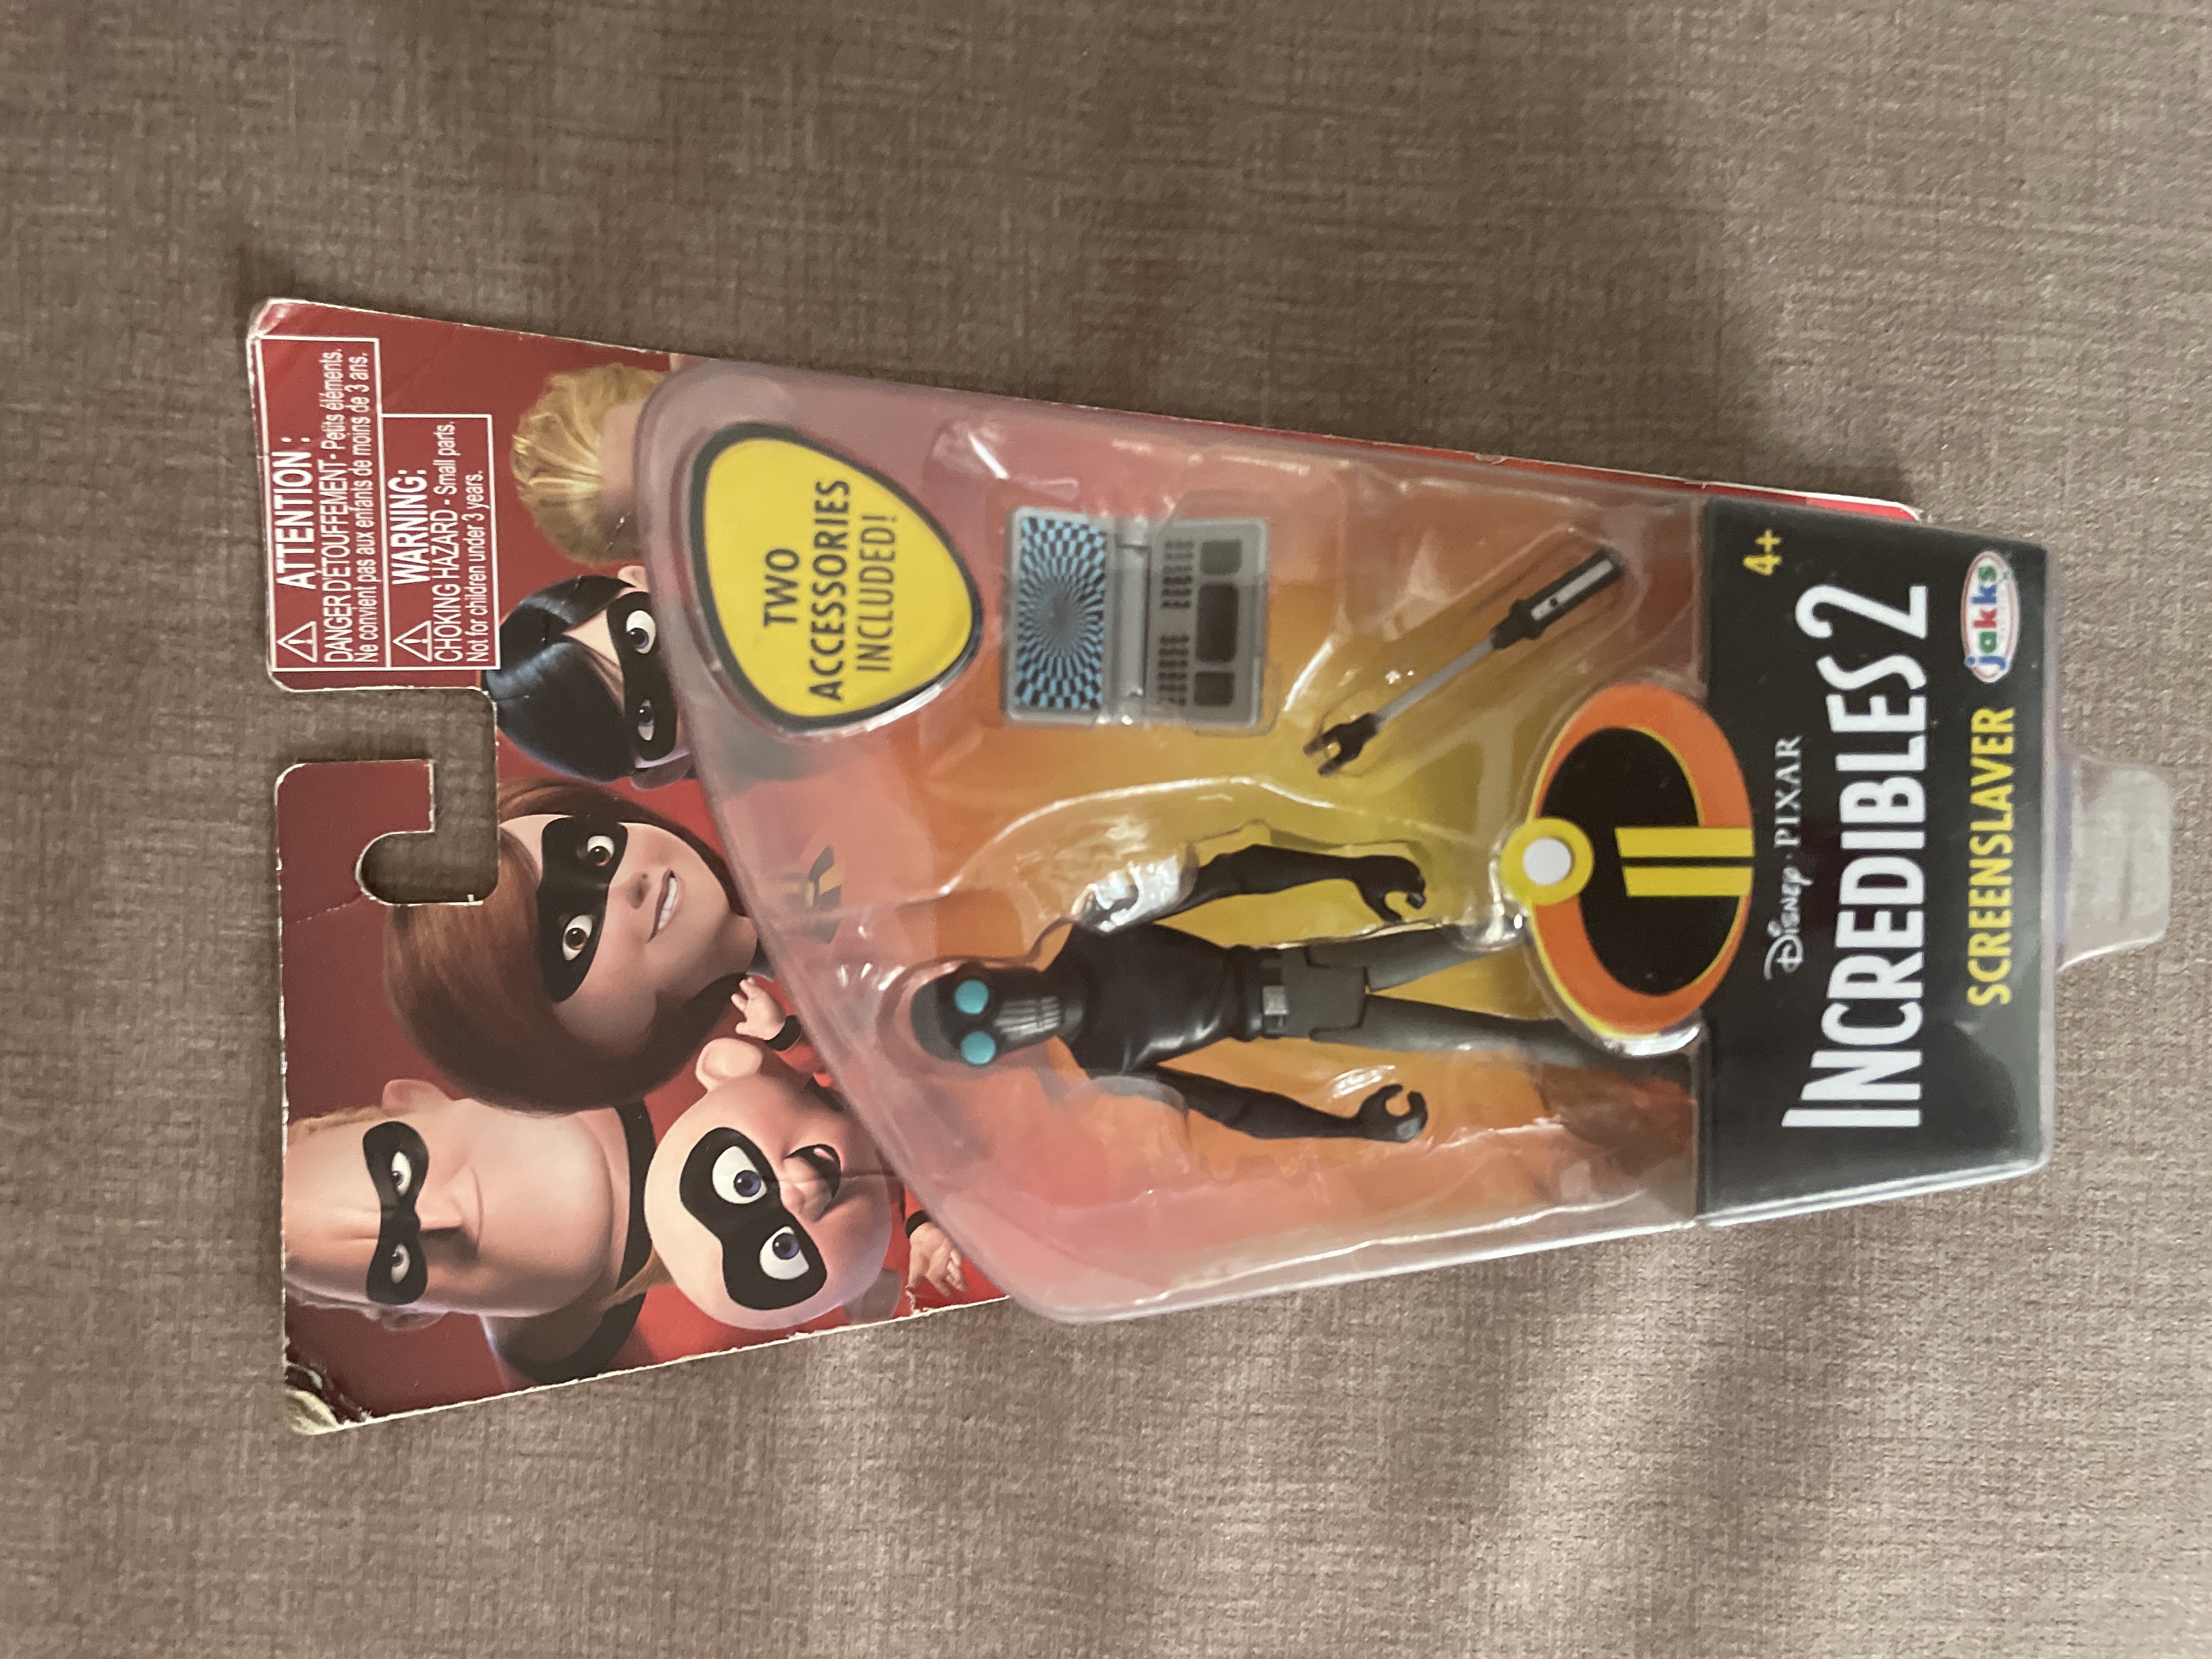 ATTENTION :
DANGER D'ÉTOUFFEMENT - Petits éléments.
Ne convient pas aux enfants de moins de 3 ans.
WARNING:
CHOKING HAZARD - Small parts.
Not for children under 3 years.
TWO
ACCESSORIES
INCLUDED!
4+
DISNEY · PIXAR
INCREDIBLES 2
SCREENSLAVER
jakks